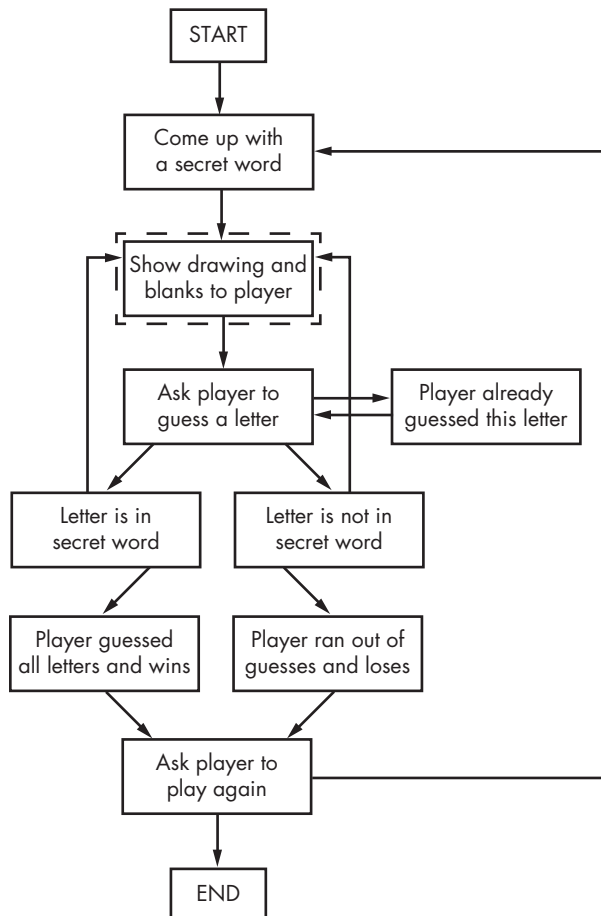 START
Come up with
a secret word
Show drawing and
blanks to player
Ask player to
guess a letter
Player already
guessed this letter
Letter is in
secret word
Letter is not in
secret word
Player guessed
all letters and wins
Player ran out of
guesses and loses
Ask player to
play again
END